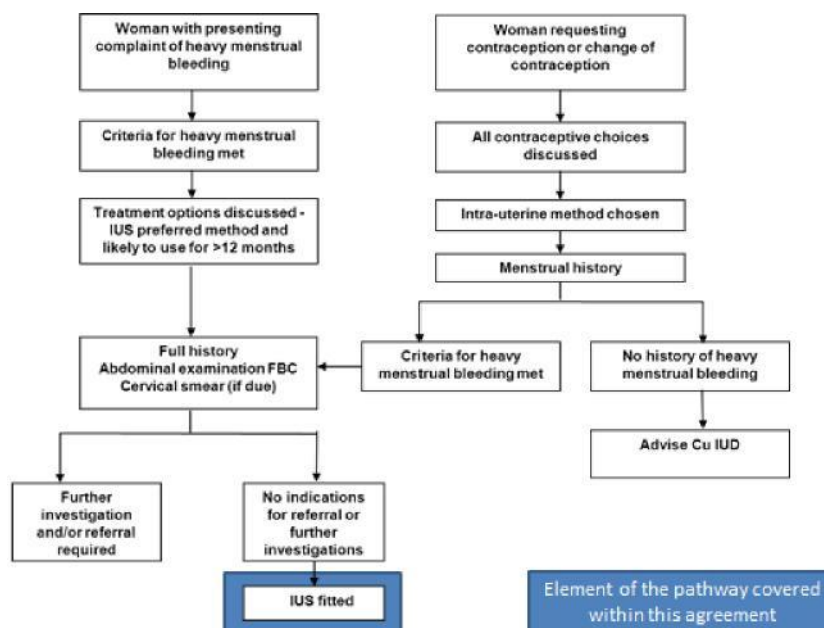 Woman with presenting
complaint of heavy menstrual
bleeding
Woman requesting
contraception or change of
contraception
Criteria for heavy menstrual
bleeding met
All contraceptive choices
discussed
Treatment options discussed -
IUS preferred method and
likely to use for >12 months
Intra-uterine method chosen
Menstrual history
Full history
Abdominal examination FBC
Cervical smear (if due)
Criteria for heavy
menstrual bleeding met
No history of heavy
menstrual bleeding
Advise Cu IUD
Further
investigation
and/or referral
required
No indications
for referral or
further
investigations
IUS fitted
Element of the pathway covered
within this agreement